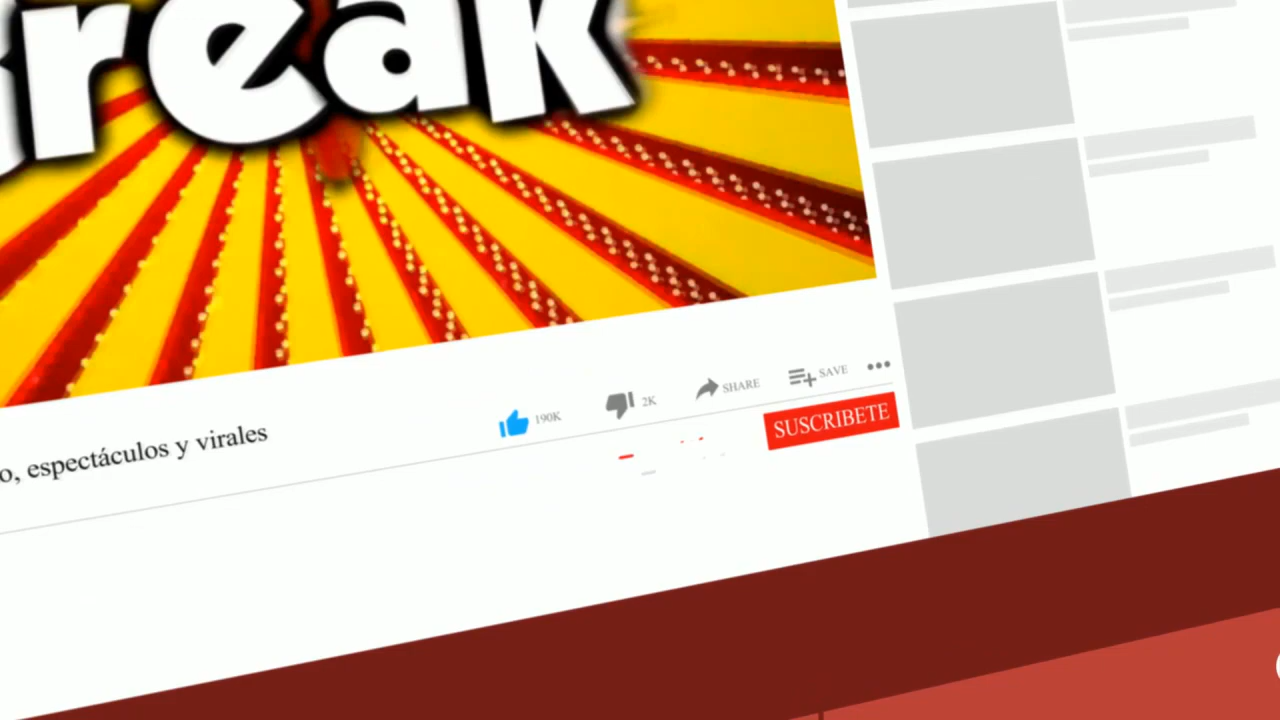 reak
o, espectáculos y virales
190K
2K
SHARE
SAVE
SUSCRIBETE